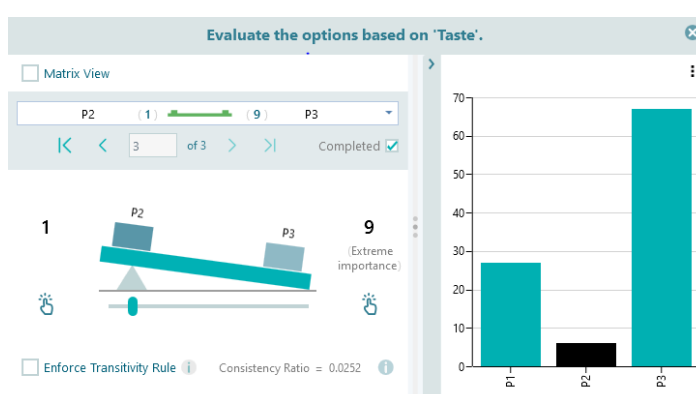 Evaluate the options based on 'Taste'.
Matrix View
P2 ( 1 ) ( 9 ) P3
3 of 3 Completed
1 P2 P3 9
(Extreme
importance)
Enforce Transitivity Rule i Consistency Ratio = 0.0252 i
70
60
50
40
30
20
10
0
P1 P2 P3